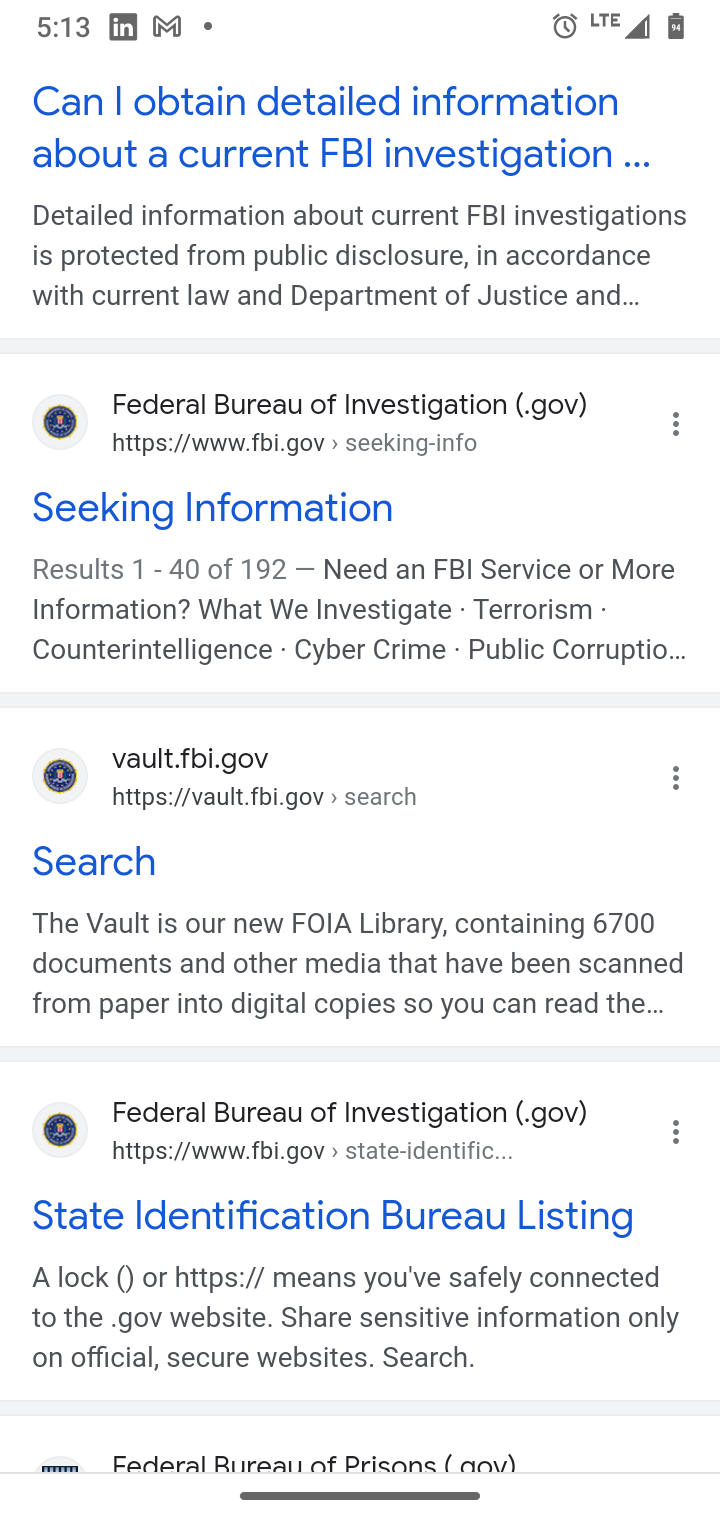 5:13
LTE
94
Can I obtain detailed information
about a current FBI investigation ...
Detailed information about current FBI investigations
is protected from public disclosure, in accordance
with current law and Department of Justice and…
Federal Bureau of Investigation (.gov)
https://www.fbi.gov › seeking-info
Seeking Information
Results 1 - 40 of 192 — Need an FBI Service or More
Information? What We Investigate · Terrorism ·
Counterintelligence · Cyber Crime · Public Corruptio…
vault.fbi.gov
https://vault.fbi.gov › search
Search
The Vault is our new FOIA Library, containing 6700
documents and other media that have been scanned
from paper into digital copies so you can read the…
Federal Bureau of Investigation (.gov)
https://www.fbi.gov › state-identific...
State Identification Bureau Listing
A lock () or https:// means you've safely connected
to the .gov website. Share sensitive information only
on official, secure websites. Search.
Federal Bureau of Prisons (.gov)